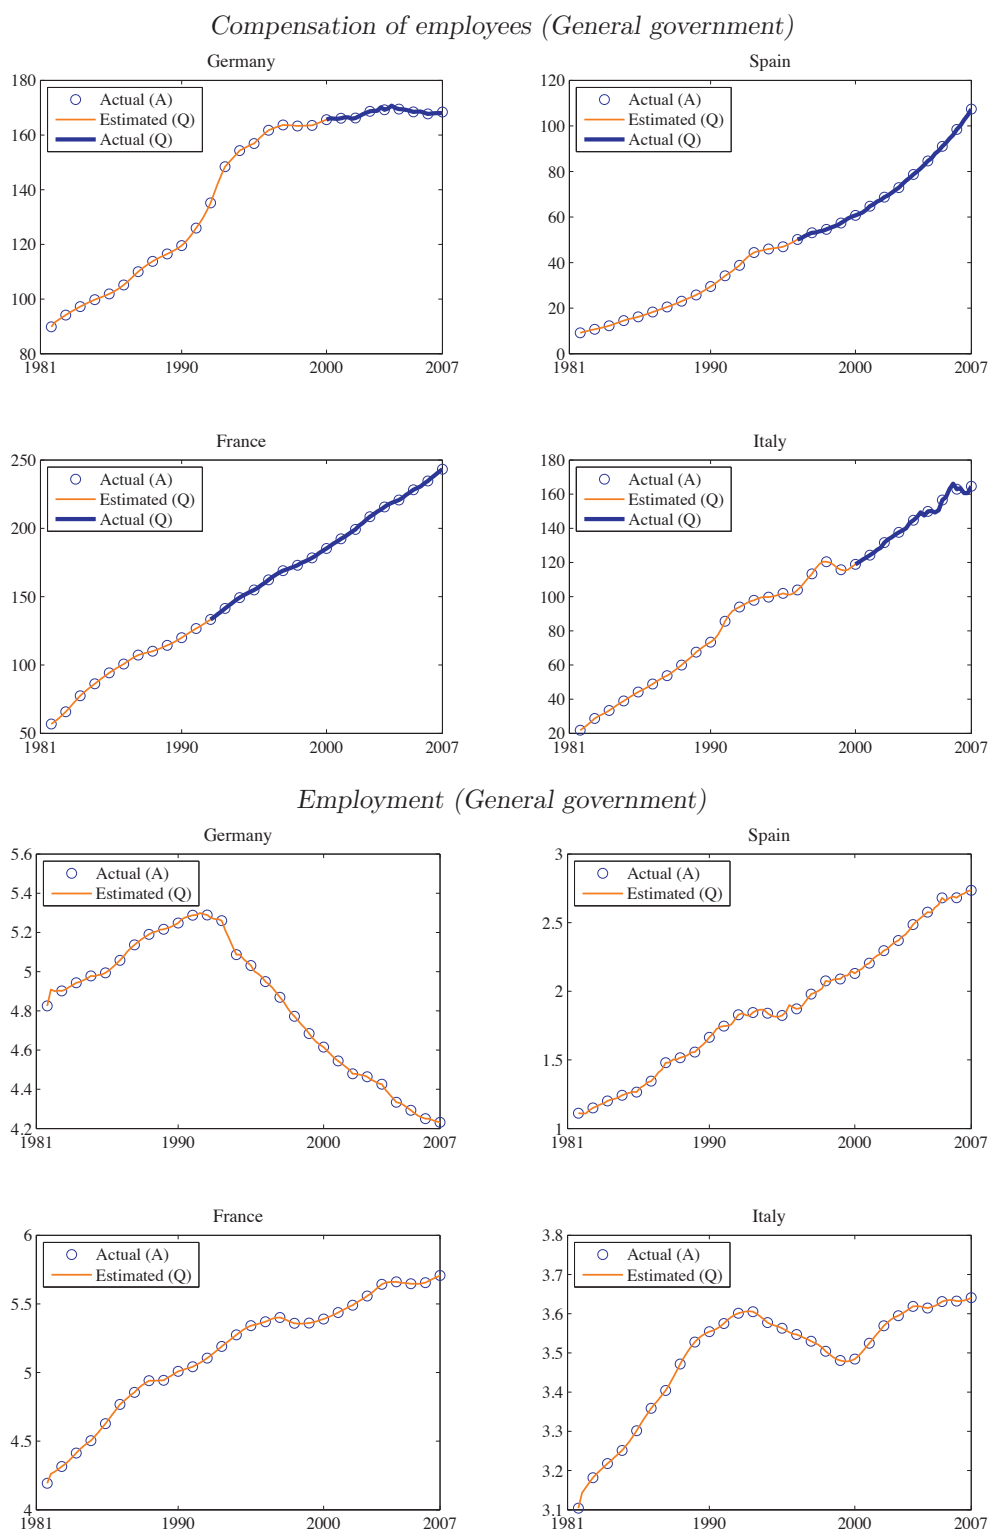 Compensation of employees (General government)
Germany
Spain
180
160
140
120
100
80
1981
1990
2000
2007
Actual (A)
Estimated (Q)
Actual (Q)
120
100
80
60
40
20
0
1981
1990
2000
2007
Actual (A)
Estimated (Q)
Actual (Q)
France
Italy
250
200
150
100
50
1981
1990
2000
2007
Actual (A)
Estimated (Q)
Actual (Q)
180
160
140
120
100
80
60
40
20
1981
1990
2000
2007
Actual (A)
Estimated (Q)
Actual (Q)
Employment (General government)
Germany
Spain
5.6
5.4
5.2
5
4.8
4.6
4.4
4.2
1981
1990
2000
2007
Actual (A)
Estimated (Q)
3
2.5
2
1.5
1
1981
1990
2000
2007
Actual (A)
Estimated (Q)
France
Italy
6
5.5
5
4.5
4
1981
1990
2000
2007
Actual (A)
Estimated (Q)
3.8
3.7
3.6
3.5
3.4
3.3
3.2
3.1
1981
1990
2000
2007
Actual (A)
Estimated (Q)